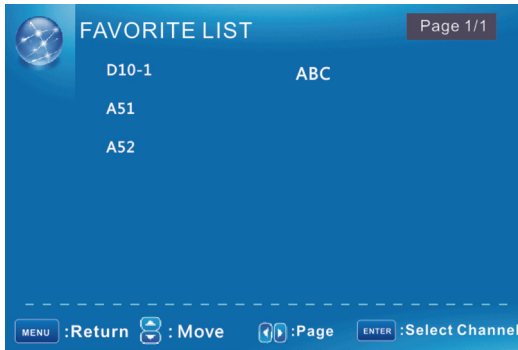 FAVORITE LIST Page 1/1
D10-1 ABC
A51
A52
MENU :Return : Move :Page ENTER :Select Channel